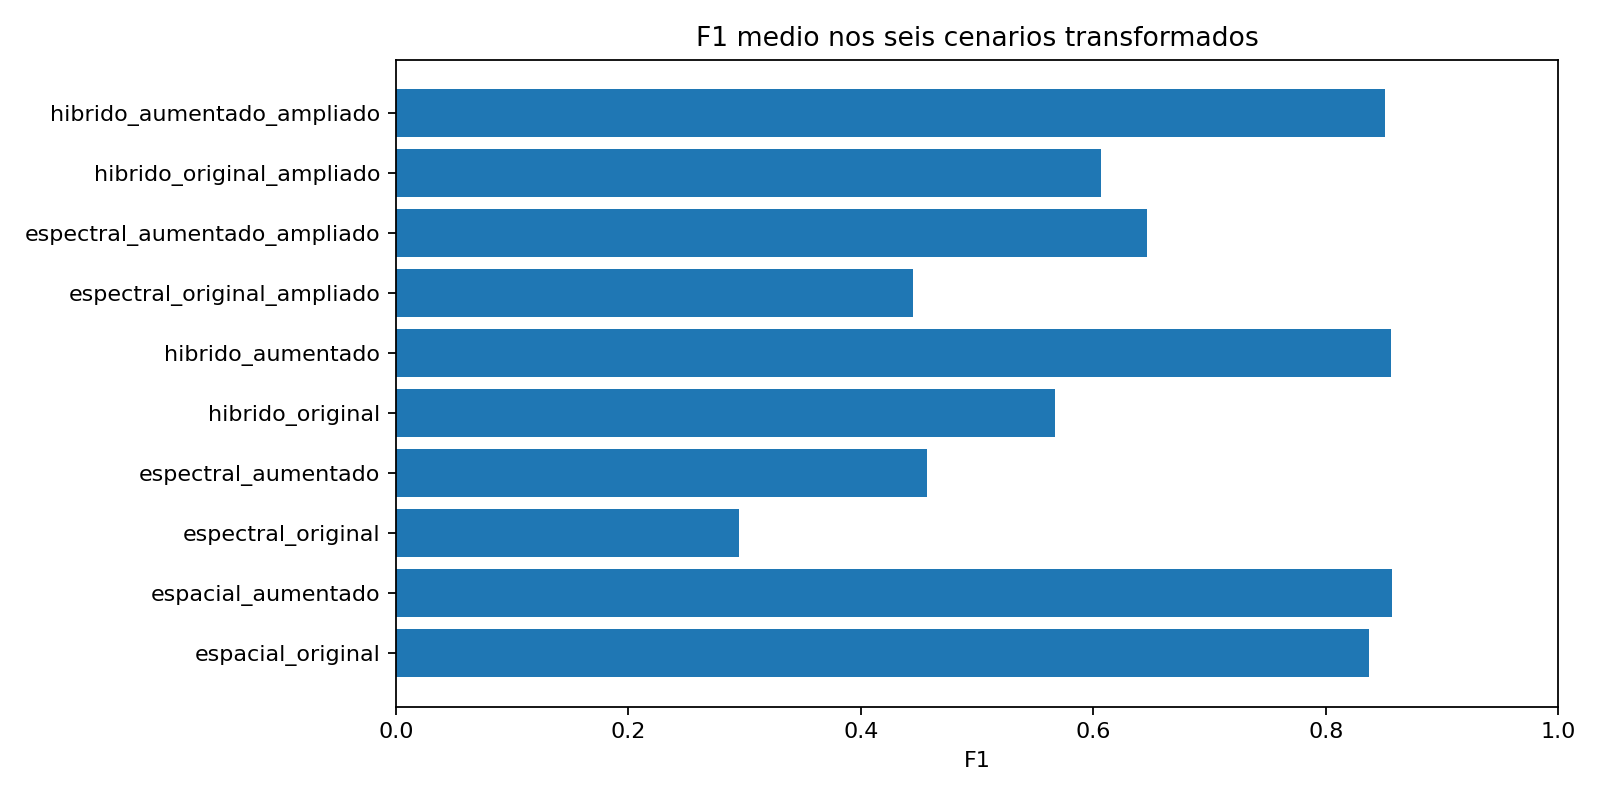 F1 medio nos seis cenarios transformados
hibrido_aumentado_ampliado
hibrido_original_ampliado
espectral_aumentado_ampliado
espectral_original_ampliado
hibrido_aumentado
hibrido_original
espectral_aumentado
espectral_original
espacial_aumentado
espacial_original
0.0 0.2 0.4 0.6 0.8 1.0
F1